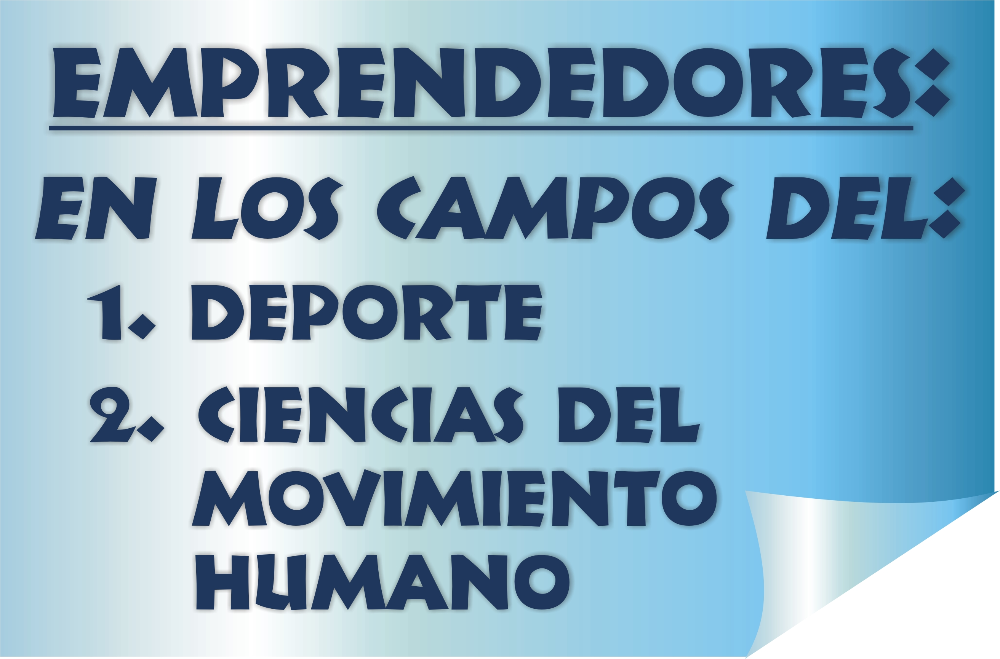 EMPRENDEDORES:
EN LOS CAMPOS DEL:
1. DEPORTE
2. CIENCIAS DEL
MOVIMIENTO
HUMANO